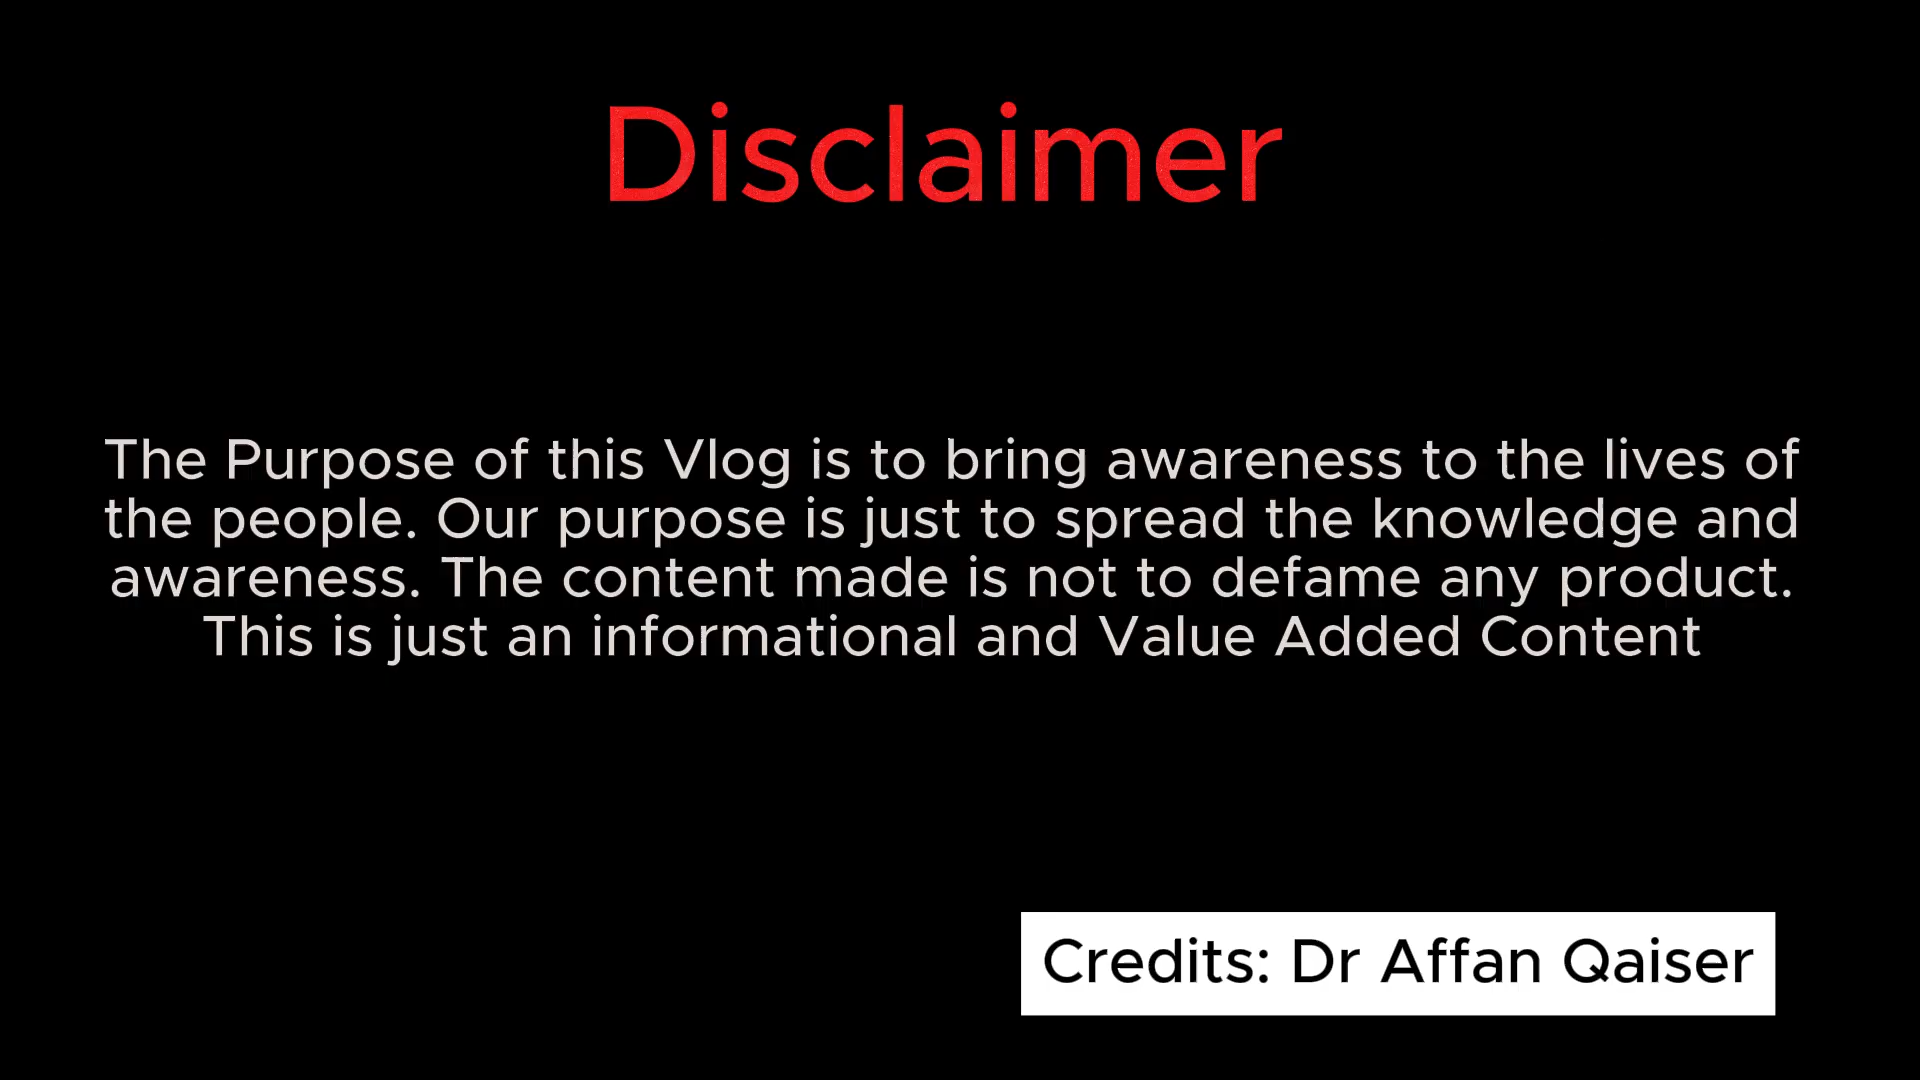 Disclaimer
The Purpose of this Vlog is to bring awareness to the lives of
the people. Our purpose is just to spread the knowledge and
awareness. The content made is not to defame any product.
This is just an informational and Value Added Content
Credits: Dr Affan Qaiser